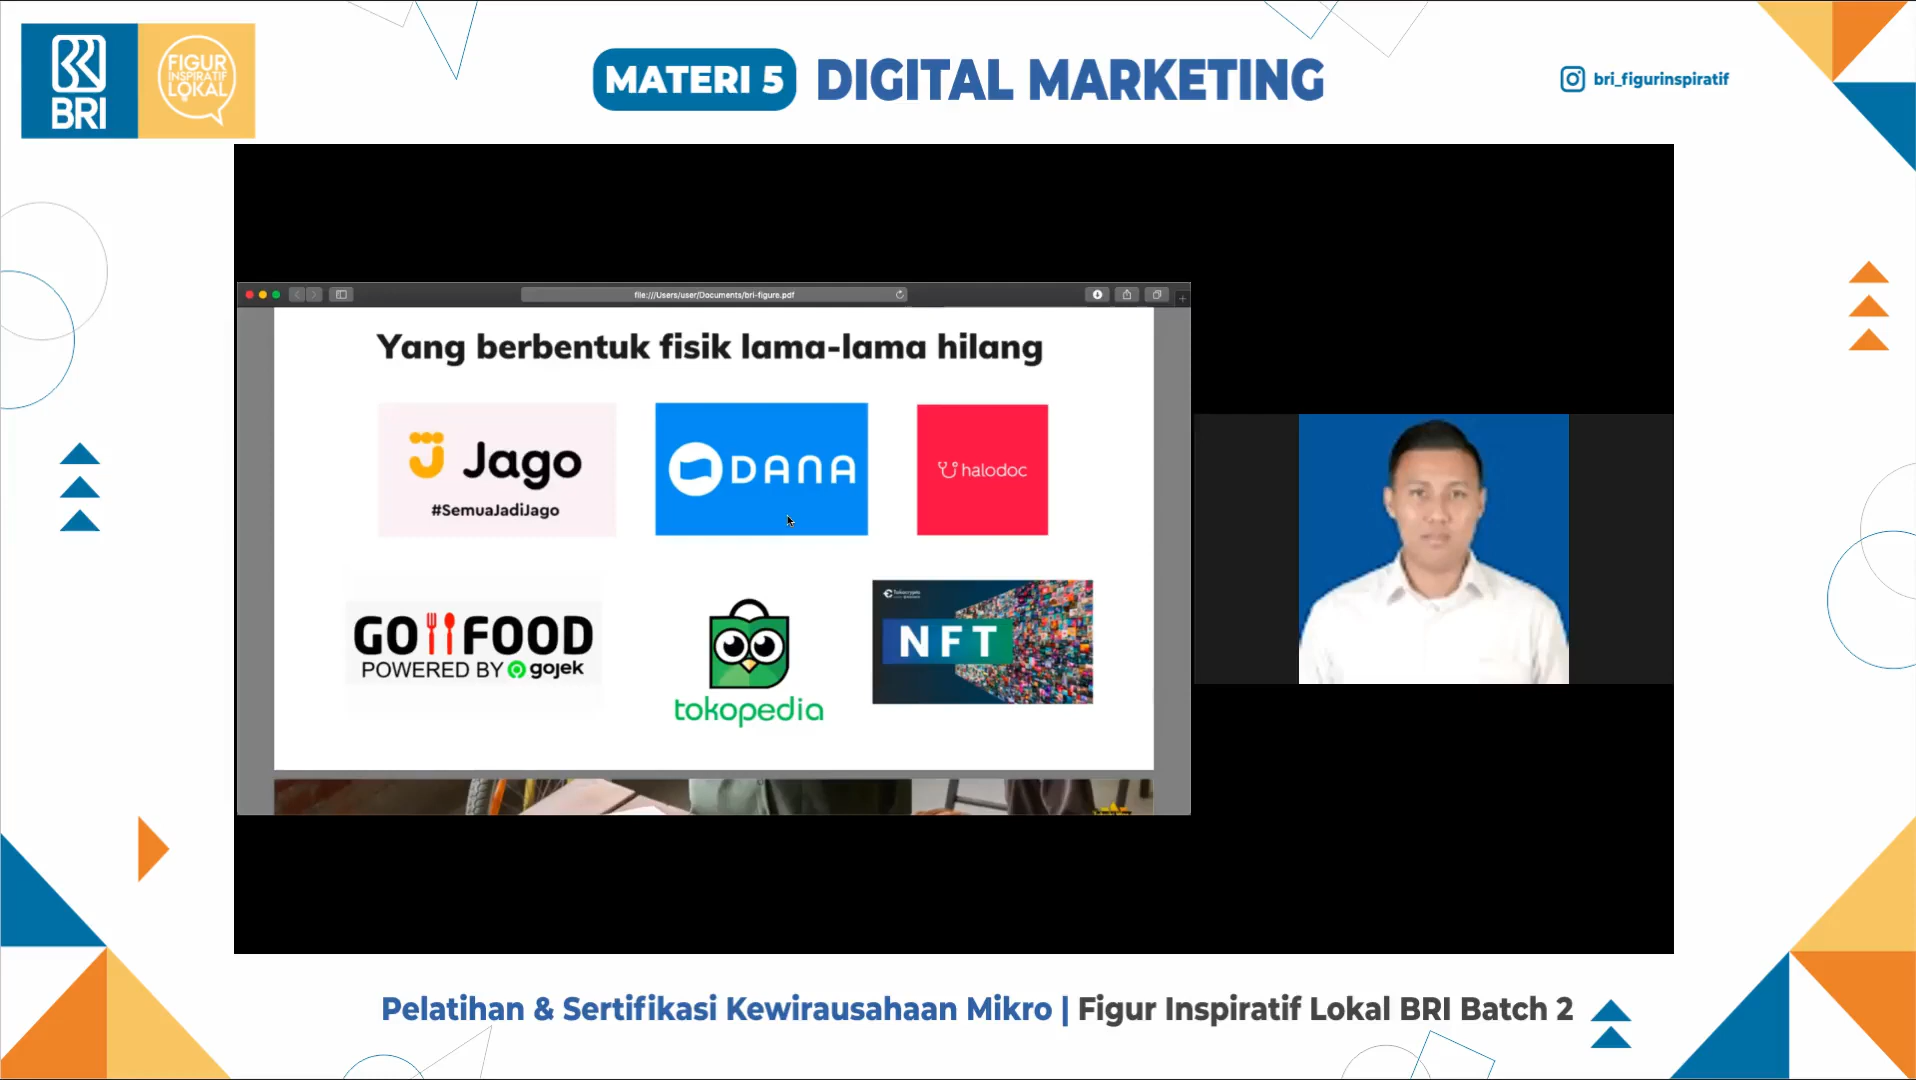 BRI
FIGUR
INSPIRATIF
LOKAL
MATERI 5 DIGITAL MARKETING
bri_figurinspiratif
file:///Users/user/Documents/bri-figure.pdf
Yang berbentuk fisik lama-lama hilang
Jago
#SemuaJadiJago
DANA
halodoc
GO FOOD
POWERED BY gojek
tokopedia
Tokocrypto
NFT
Pelatihan & Sertifikasi Kewirausahaan Mikro | Figur Inspiratif Lokal BRI Batch 2